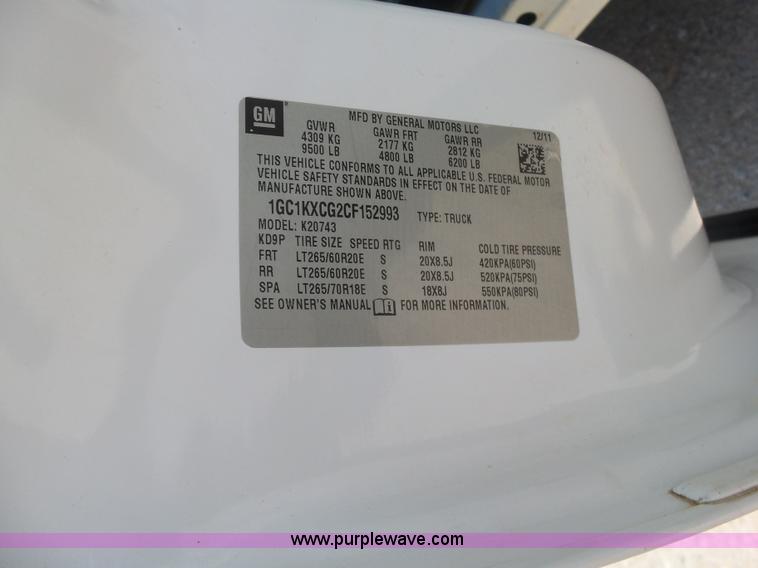 GM
MFD BY GENERAL MOTORS LLC 12/11
GVWR GAWR FRT GAWR RR
4309 KG 2177 KG 2812 KG
9500 LB 4800 LB 6200 LB
THIS VEHICLE CONFORMS TO ALL APPLICABLE U.S. FEDERAL MOTOR
VEHICLE SAFETY STANDARDS IN EFFECT ON THE DATE OF
MANUFACTURE SHOWN ABOVE.
1GC1KXCG2CF152993 TYPE: TRUCK
MODEL: K20743
KD9P TIRE SIZE SPEED RTG RIM COLD TIRE PRESSURE
FRT LT265/60R20E S 20X8.5J 420KPA(60PSI)
RR LT265/60R20E S 20X8.5J 520KPA(75PSI)
SPA LT265/70R18E S 18X8J 550KPA(80PSI)
SEE OWNER'S MANUAL FOR MORE INFORMATION.
www.purplewave.com